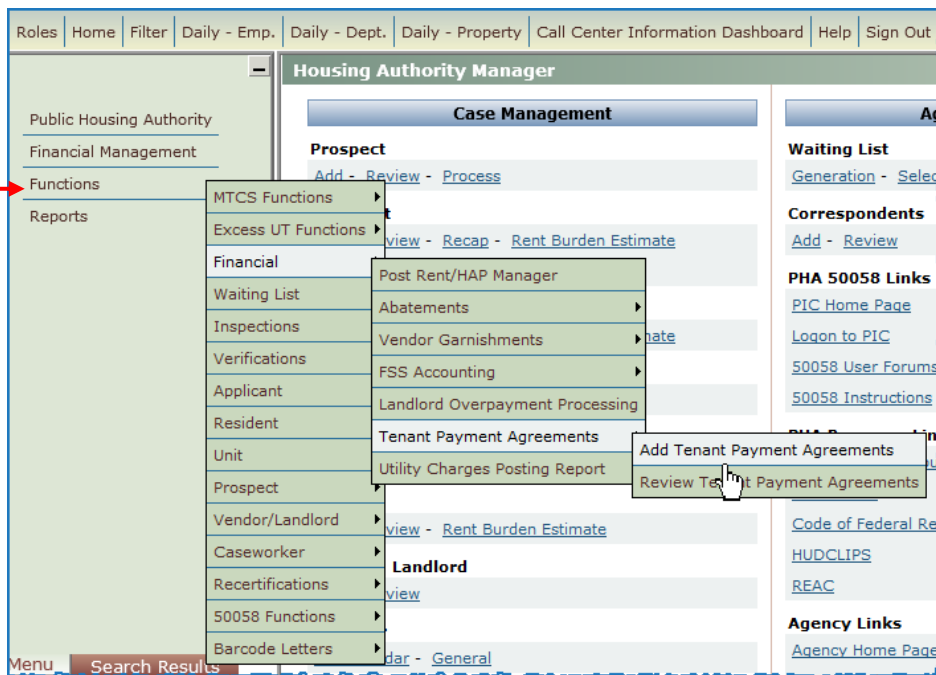 Roles Home Filter Daily - Emp. Daily - Dept. Daily - Property Call Center Information Dashboard Help Sign Out
Public Housing Authority
Financial Management
Functions
Reports
Menu Search Results
MTCS Functions
Excess UT Functions
Financial
Waiting List
Inspections
Verifications
Applicant
Resident
Unit
Prospect
Vendor/Landlord
Caseworker
Recertifications
50058 Functions
Barcode Letters
Post Rent/HAP Manager
Abatements
Vendor Garnishments
FSS Accounting
Landlord Overpayment Processing
Tenant Payment Agreements
Utility Charges Posting Report
Add Tenant Payment Agreements
Review Tenant Payment Agreements
Housing Authority Manager
Case Management
Prospect
Add - Review - Process
Recap - Rent Burden Estimate
Rent Burden Estimate
Landlord
General
Waiting List
Generation -
Correspondents
Add - Review
PHA 50058 Links
PIC Home Page
Logon to PIC
50058 User Forums
50058 Instructions
Code of Federal
HUDCLIPS
REAC
Agency Links
Agency Home Page